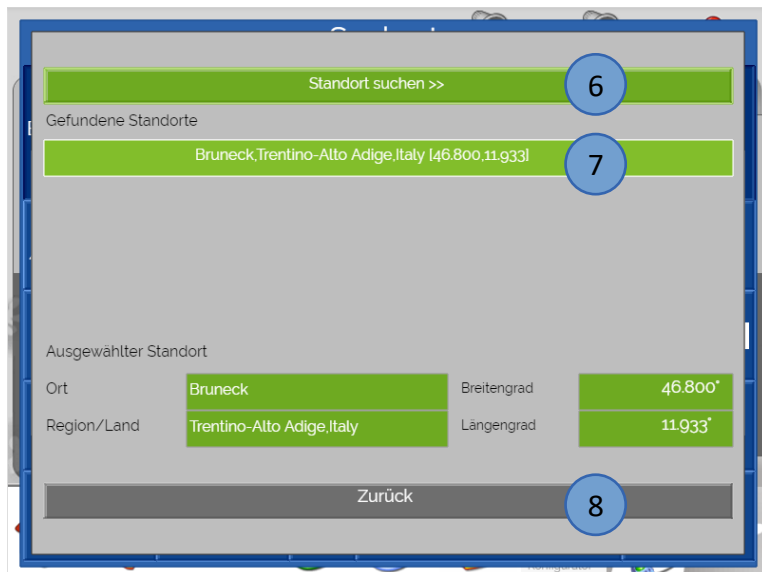 Standort suchen >>
6
Gefundene Standorte
Bruneck,Trentino-Alto Adige,Italy [46.800,11.933]
7
Ausgewählter Standort
Ort Bruneck Breitengrad 46.800°
Region/Land Trentino-Alto Adige,Italy Längengrad 11.933°
Zurück
8